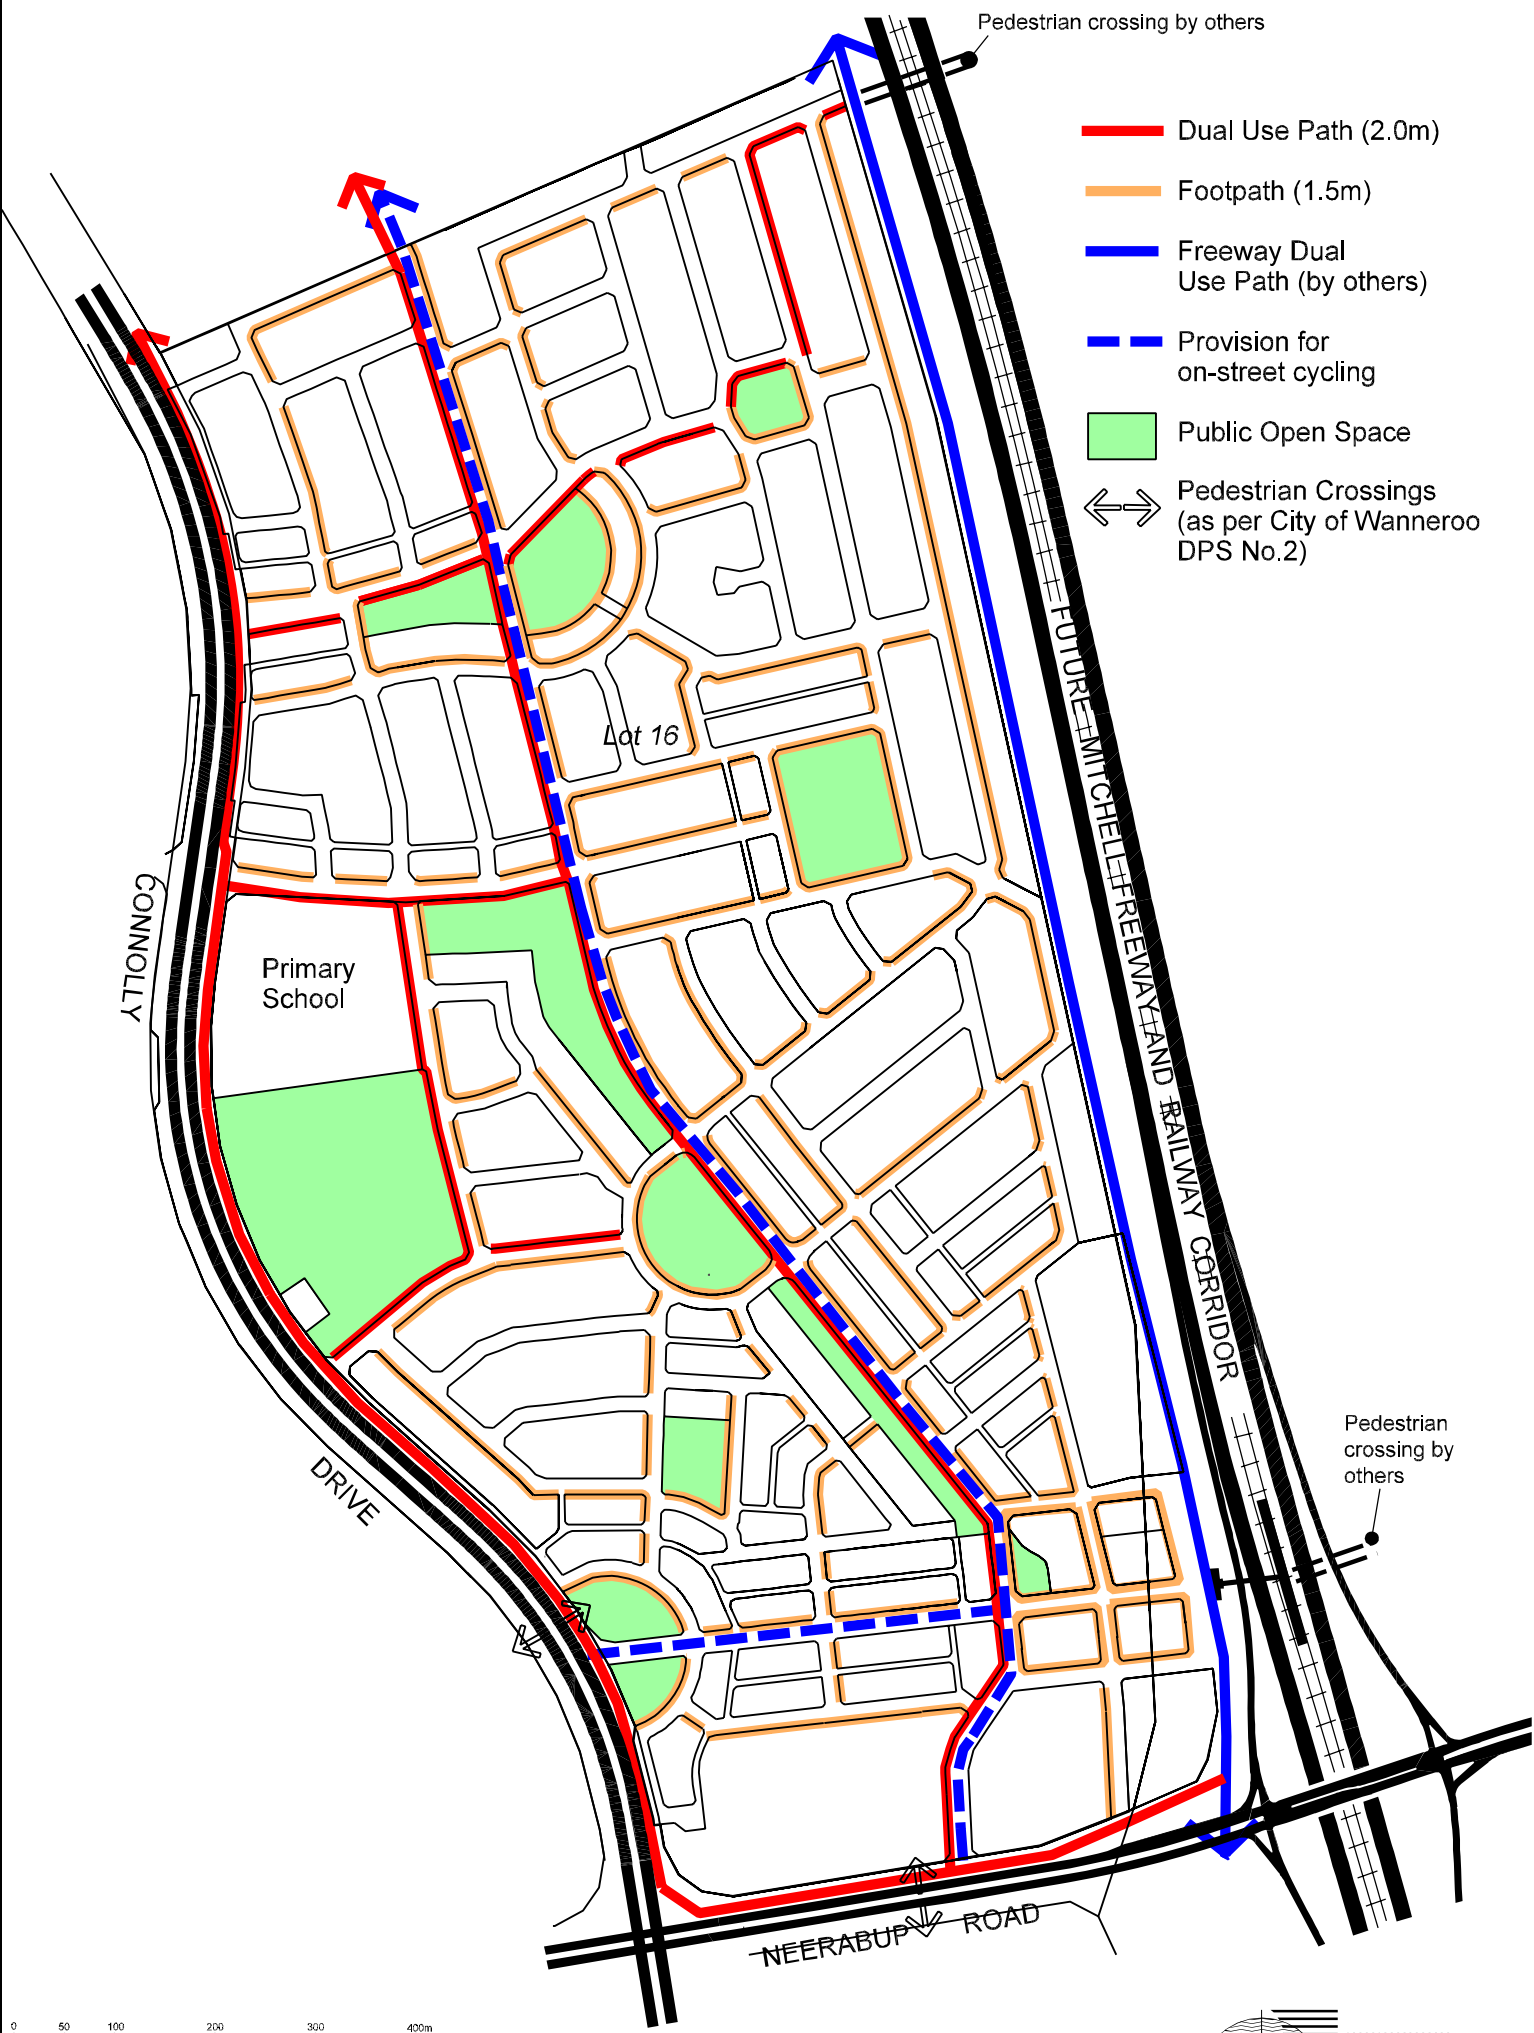 Pedestrian crossing by others
Dual Use Path (2.0m)
Footpath (1.5m)
Freeway Dual
Use Path (by others)
Provision for
on-street cycling
Public Open Space
Pedestrian Crossings
(as per City of Wanneroo
DPS No.2)
FUTURE MITCHELL FREEWAY AND RAILWAY CORRIDOR
Lot 16
CONNOLLY
Primary
School
DRIVE
Pedestrian
crossing by
others
NEERABUP ROAD
0 50 100 200 300 400m